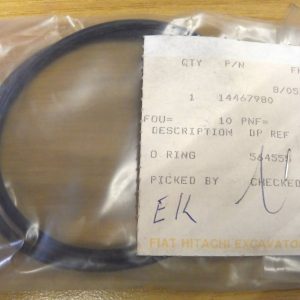 QTY P/N
8/05
1 14467980
FOU= 10 PNF=
DESCRIPTION DP REF
O RING 564555
PICKED BY CHECKED
EK
FIAT HITACHI EXCAVATO